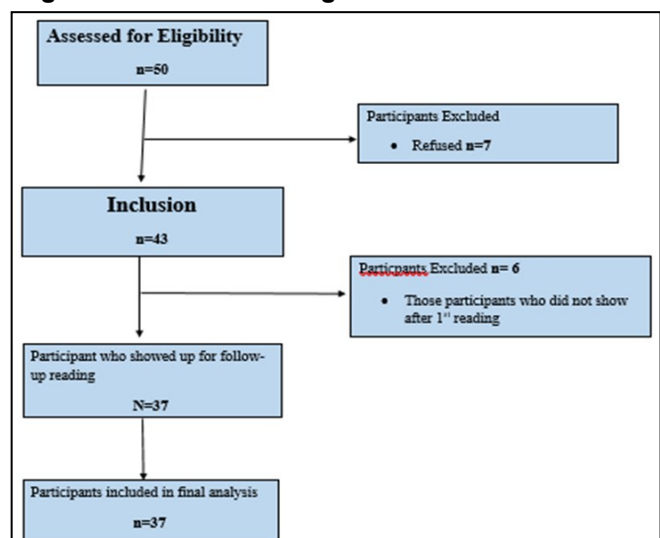 Assessed for Eligibility
n=50
Participants Excluded
• Refused n=7
Inclusion
n=43
Particpants Excluded n= 6
• Those participants who did not show
after 1st reading
Participant who showed up for follow-
up reading
N=37
Participants included in final analysis
n=37